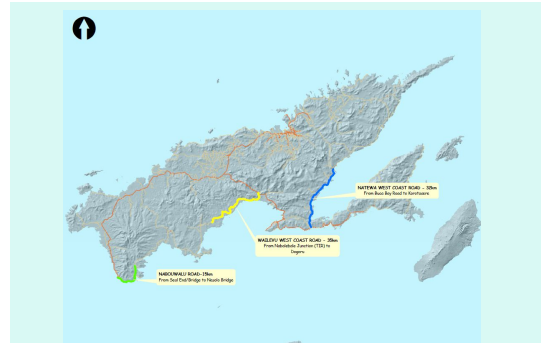 NATEWA WEST COAST ROAD - 32km
From Buca Bay Road to Korotasere
WAILEVU WEST COAST ROAD - 35km
From Nabalebale Junction (TID) to
Dogoru
NABOUWALU ROAD-15km
From Seal End/Bridge to Nasolo Bridge